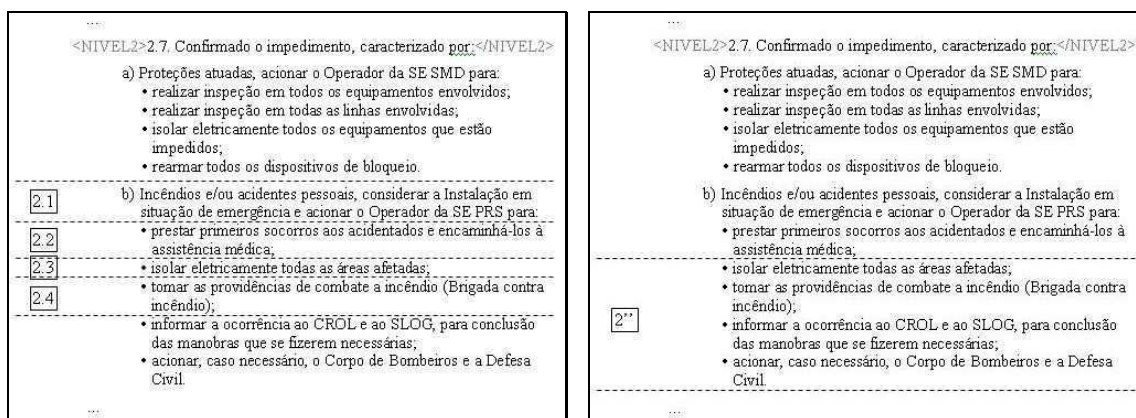 ...
<NIVEL2>2.7. Confirmado o impedimento, caracterizado por:</NIVEL2>
a) Proteções atuadas, acionar o Operador da SE SMD para:
• realizar inspeção em todos os equipamentos envolvidos;
• realizar inspeção em todas as linhas envolvidas;
• isolar eletricamente todos os equipamentos que estão
impedidos;
• rearmar todos os dispositivos de bloqueio.
2.1
b) Incêndios e/ou acidentes pessoais, considerar a Instalação em
situação de emergência e acionar o Operador da SE PRS para:
2.2
• prestar primeiros socorros aos acidentados e encaminhá-los à
assistência médica;
2.3
• isolar eletricamente todas as áreas afetadas;
2.4
• tomar as providências de combate a incêndio (Brigada contra
incêndio);
• informar a ocorrência ao CROL e ao SLOG, para conclusão
das manobras que se fizerem necessárias;
• acionar, caso necessário, o Corpo de Bombeiros e a Defesa
Civil.
...
...
<NIVEL2>2.7. Confirmado o impedimento, caracterizado por:</NIVEL2>
a) Proteções atuadas, acionar o Operador da SE SMD para:
• realizar inspeção em todos os equipamentos envolvidos;
• realizar inspeção em todas as linhas envolvidas;
• isolar eletricamente todos os equipamentos que estão
impedidos;
• rearmar todos os dispositivos de bloqueio.
b) Incêndios e/ou acidentes pessoais, considerar a Instalação em
situação de emergência e acionar o Operador da SE PRS para:
• prestar primeiros socorros aos acidentados e encaminhá-los à
assistência médica;
• isolar eletricamente todas as áreas afetadas;
• tomar as providências de combate a incêndio (Brigada contra
incêndio);
2’’
• informar a ocorrência ao CROL e ao SLOG, para conclusão
das manobras que se fizerem necessárias;
• acionar, caso necessário, o Corpo de Bombeiros e a Defesa
Civil.
...